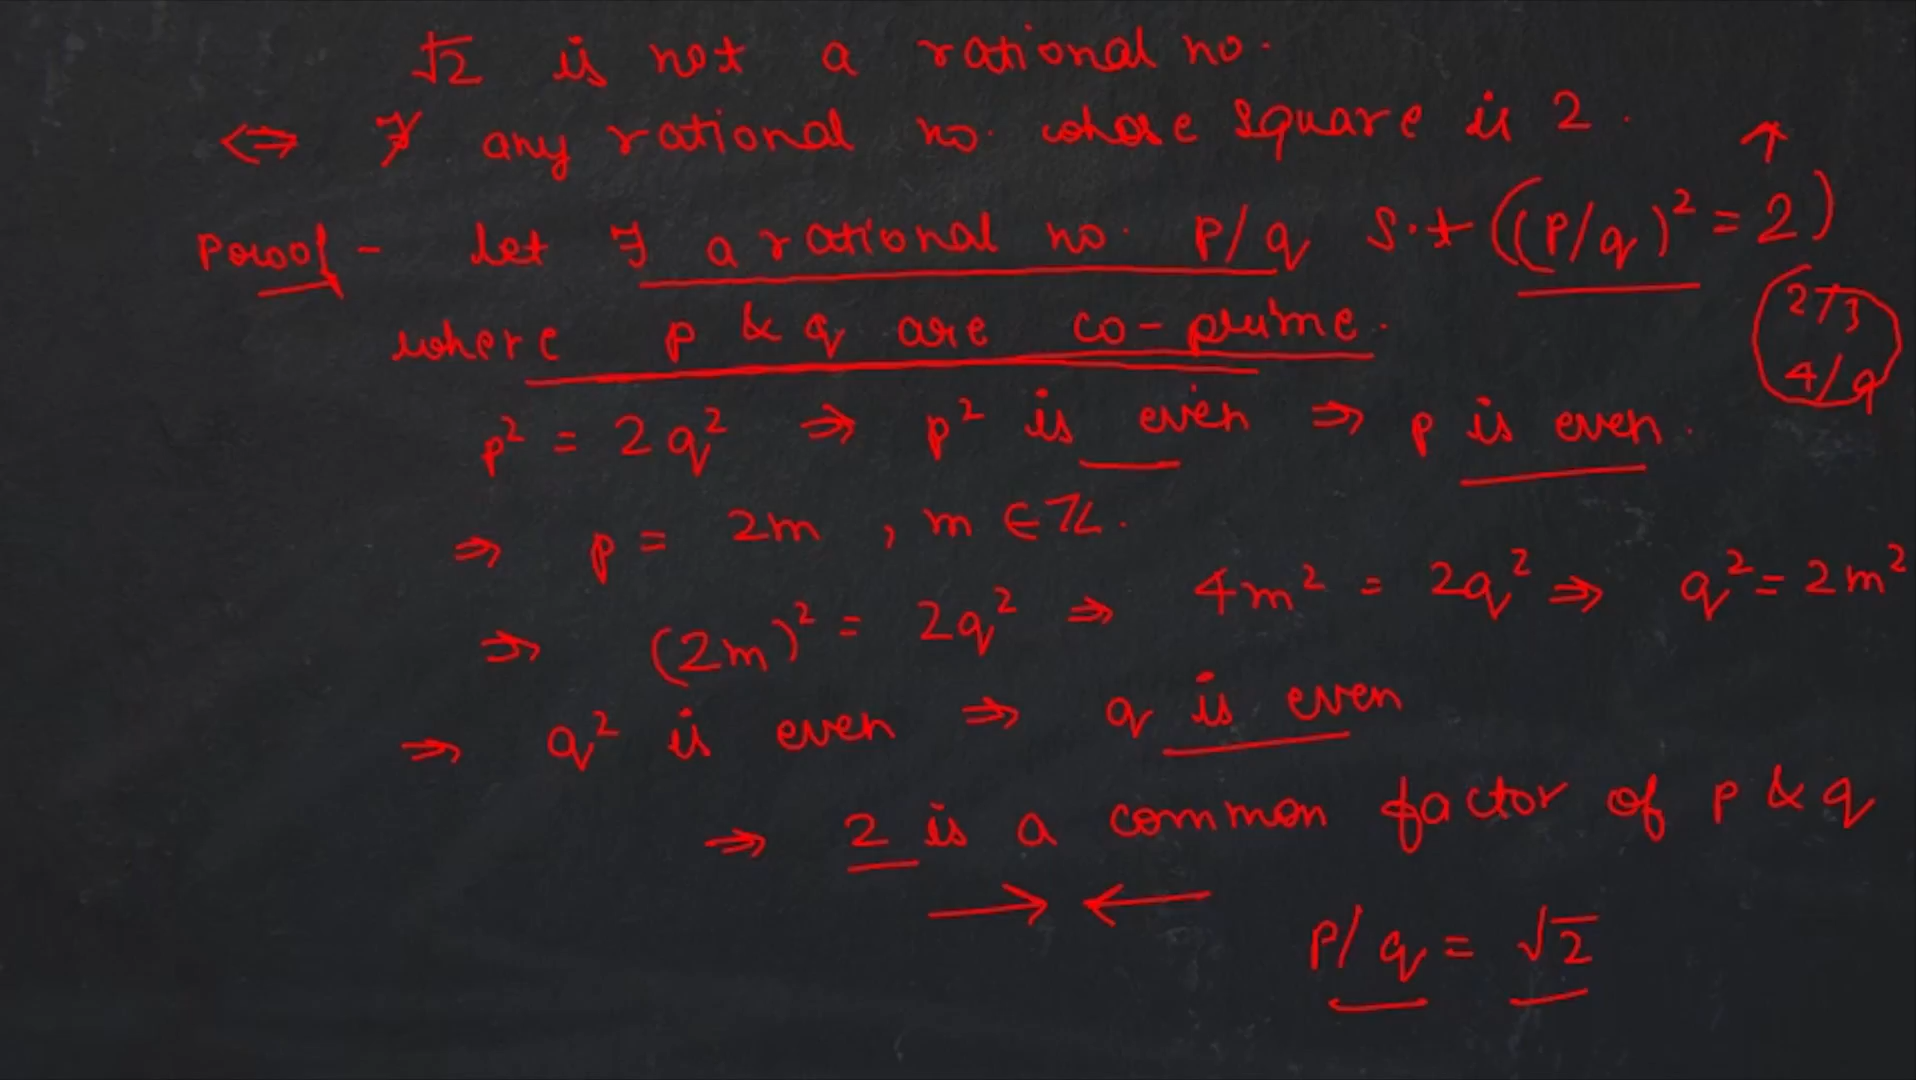 √2 is not a rational no.
⇔ ∄ any rational no. whose square is 2.
Proof - Let ∃ a rational no. p/q s.t ((p/q)² = 2)
where p & q are co-prime.
2/3
4/9
p² = 2q² ⇒ p² is even ⇒ p is even.
⇒ p = 2m , m ∈ ℤ.
⇒ (2m)² = 2q² ⇒ 4m² = 2q² ⇒ q² = 2m²
⇒ q² is even ⇒ q is even
⇒ 2 is a common factor of p & q
→ ←
p/q = √2